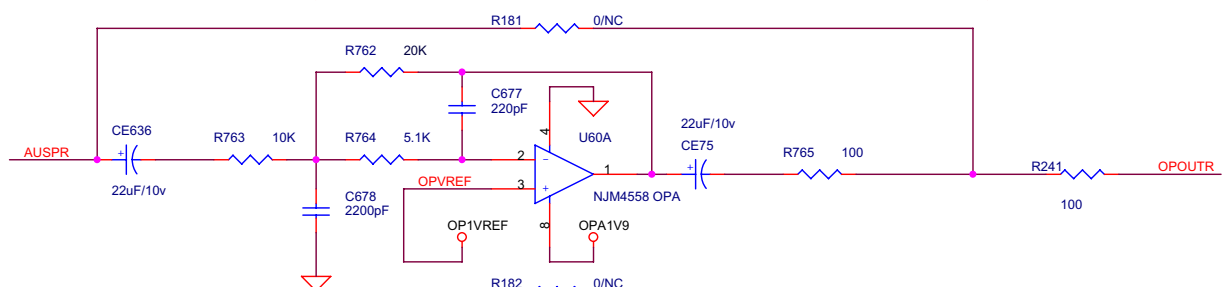 R181 0/NC
R762 20K
C677
220pF
4
U60A
22uF/10v
CE75
CE636
R763 10K
R764 5.1K
R765 100
AUSPR
+
2
-
1
+
R241
OPOUTR
22uF/10v
OPVREF
3
+
NJM4558 OPA
C678
2200pF
100
8
OP1VREF
OPA1V9
R182 0/NC